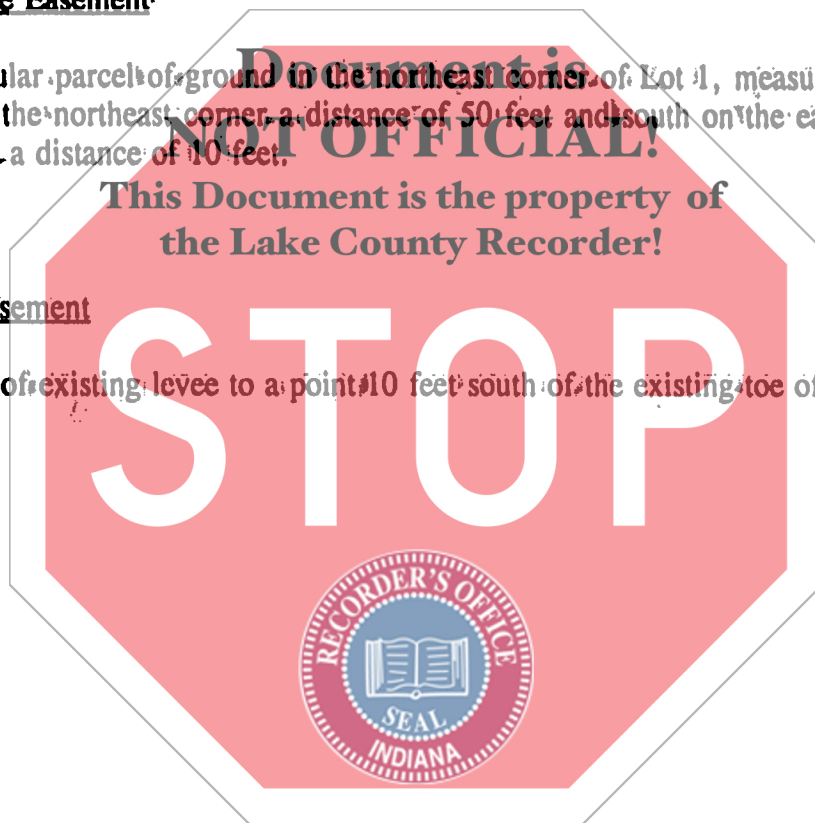 e Easement
Document is
ular parcel of ground in the northeast corner of Lot 1, measu
the northeast corner a distance of 50 feet and south on the ea
NOT OFFICIAL!
a distance of 10 feet.
This Document is the property of
the Lake County Recorder!
sement
of existing levee to a point 10 feet south of the existing toe of
STOP
RECORDER'S OFFICE
SEAL
INDIANA